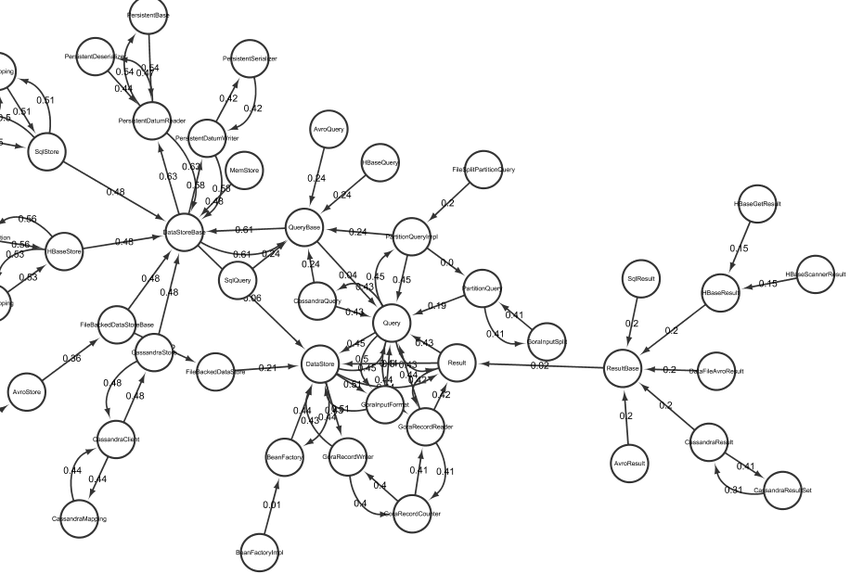 PersistentBase
PersistentDeserializer
0.54
0.54
0.44
PersistentSerializer
0.42
0.42
pping
0.51
0.51
0.5
PersistentDatumReader
PersistentDatumWriter
AvroQuery
SqlStore
HBaseQuery
FileSplitPartitionQuery
0.62
MemStore
0.63
0.58
0.58
0.48
0.48
0.24
0.24
0.2
HBaseGetResult
0.56
DataStoreBase
0.61
QueryBase
0.24
PartitionQueryImpl
0.56
HBaseStore
0.48
0.53
0.61
0.24
0.15
0.0
0.53
0.48
SqlQuery
0.24
0.04
0.45
0.45
SqlResult
HBaseScannerResult
0.43
PartitionQuery
HBaseResult
0.15
pping
0.48
0.06
CassandraQuery
0.43
0.19
0.41
FileBackedDataStoreBase
Query
0.2
0.2
0.41
GoraInputSplit
0.45
0.43
CassandraStore
0.36
FileBackedDataStore
0.21
DataStore
0.5
0.45
0.43
Result
0.02
ResultBase
0.2
DataFileAvroResult
0.48
0.51
0.44
0.44
AvroStore
0.48
0.42
GoraInputFormat
0.2
0.44
0.51
0.43
0.44
0.2
GoraRecordReader
CassandraClient
CassandraResult
BeanFactory
GoraRecordWriter
AvroResult
0.44
0.44
0.41
0.41
0.41
0.4
0.31
CassandraResultSet
0.01
0.4
GoraRecordCounter
CassandraMapping
BeanFactoryImpl